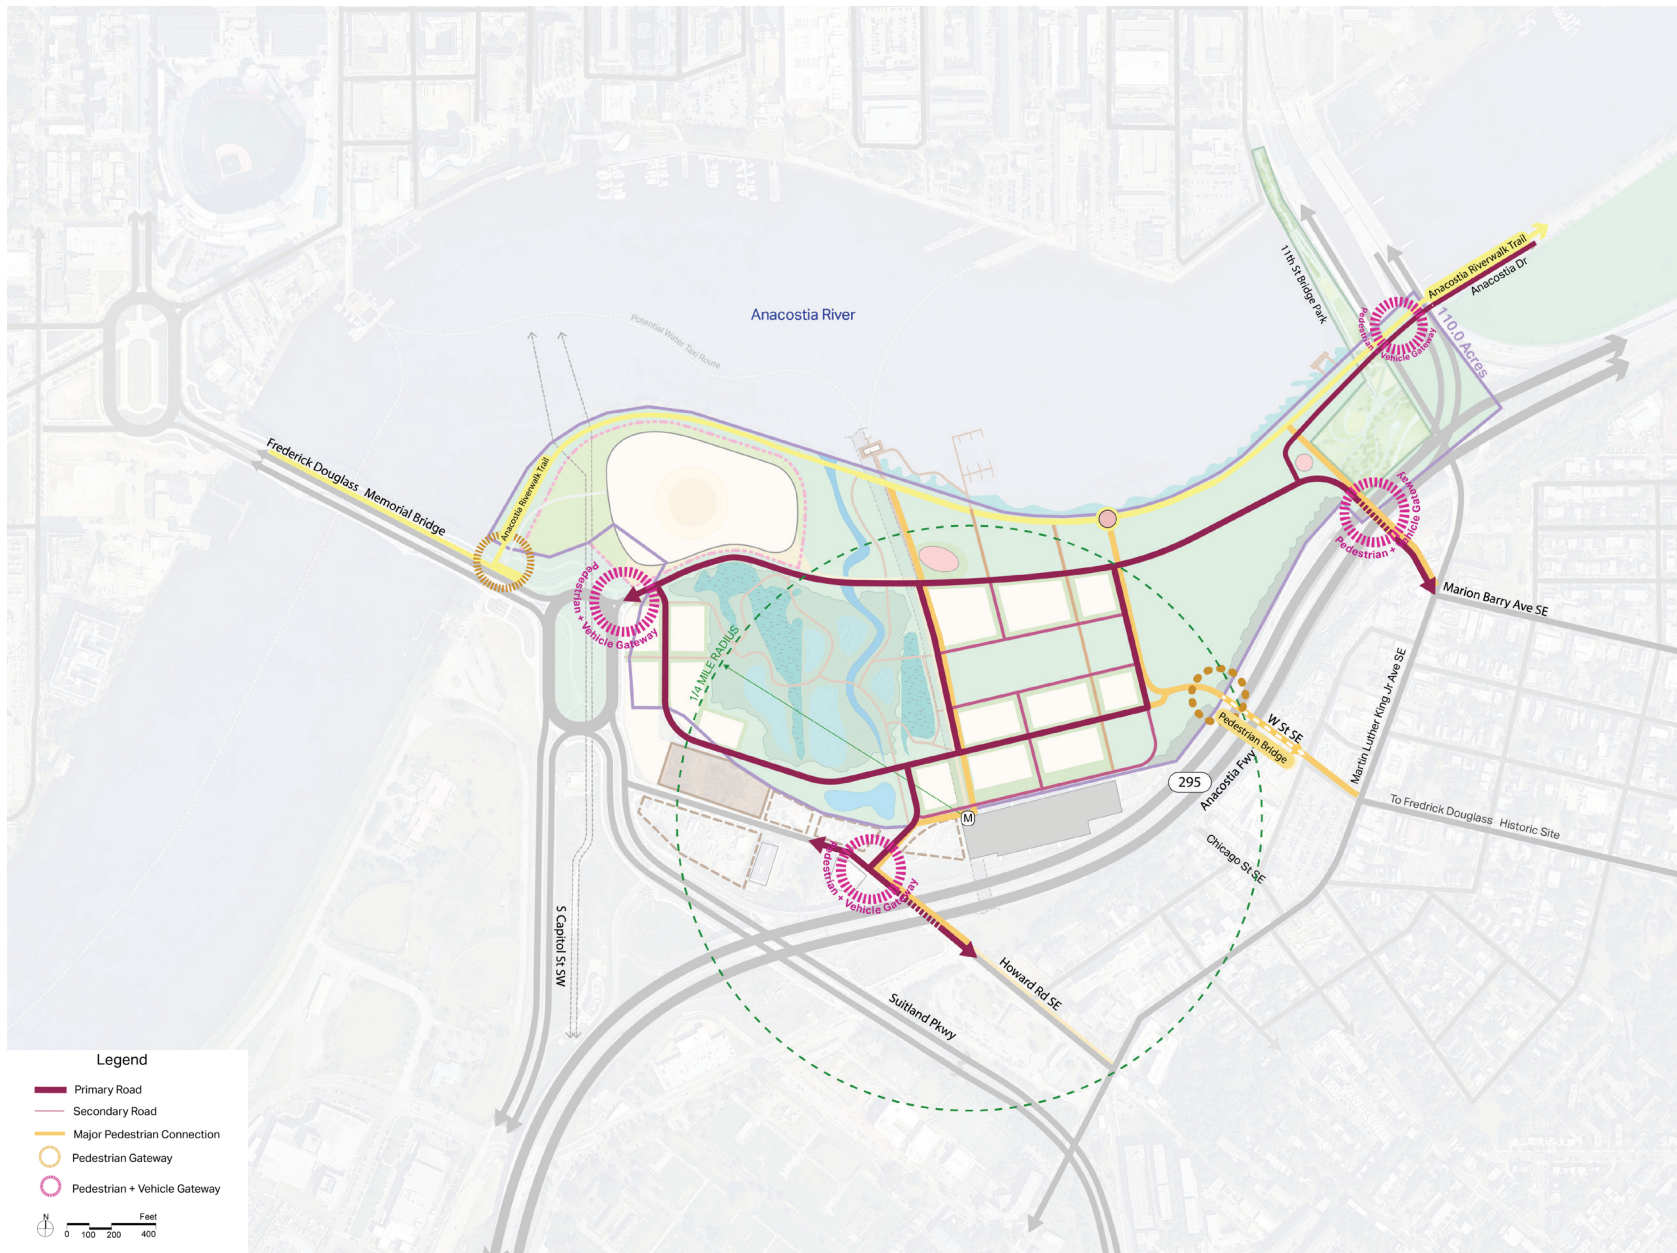 Anacostia River
Potential Water Taxi Route
11th St Bridge Park
Anacostia Riverwalk Trail
Anacostia Dr
Pedestrian
Vehicle Gateway
110.0 Acres
Frederick Douglass Memorial Bridge
Anacostia Riverwalk Trail
Pedestrian + Vehicle Gateway
Pedestrian + Vehicle Gateway
Marion Barry Ave SE
1/4 MILE RADIUS
W St SE
Pedestrian Bridge
Martin Luther King Jr Ave SE
295
Anacostia Fwy
To Fredrick Douglass Historic Site
Chicago St SE
M
Pedestrian + Vehicle Gateway
S Capitol St SW
Howard Rd SE
Suitland Pkwy
Legend
Primary Road
Secondary Road
Major Pedestrian Connection
Pedestrian Gateway
Pedestrian + Vehicle Gateway
N
Feet
0 100 200 400